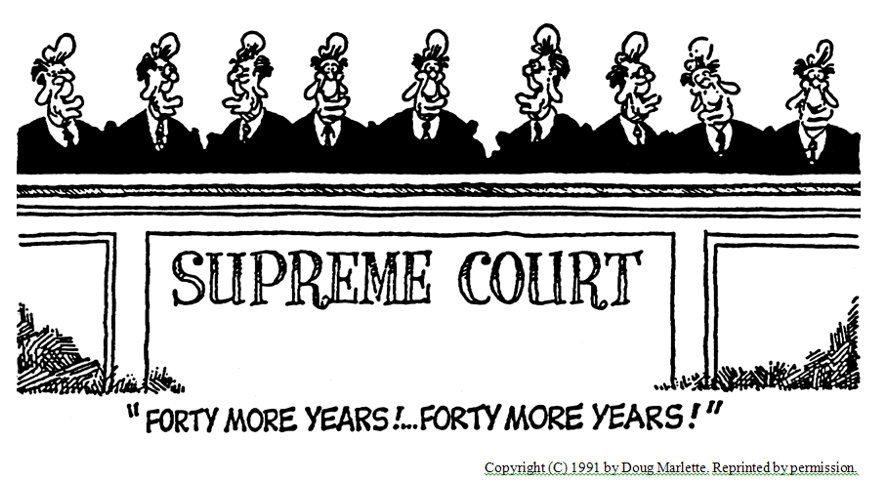 SUPREME COURT
"FORTY MORE YEARS!...FORTY MORE YEARS!"
Copyright (C) 1991 by Doug Marlette. Reprinted by permission.